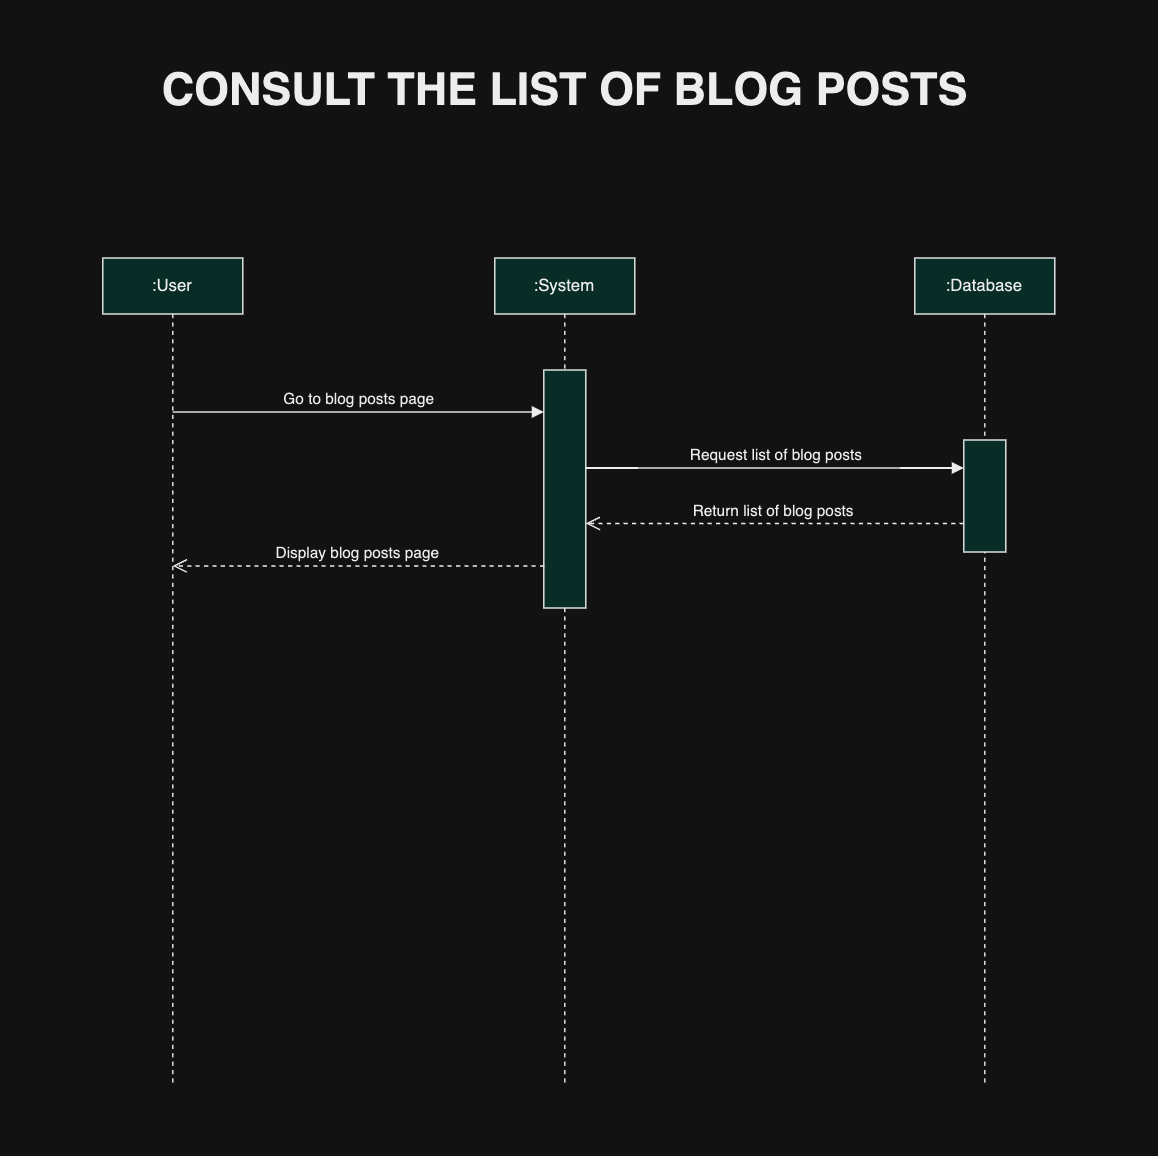 CONSULT THE LIST OF BLOG POSTS
:User
:System
:Database
Go to blog posts page
Request list of blog posts
Return list of blog posts
Display blog posts page